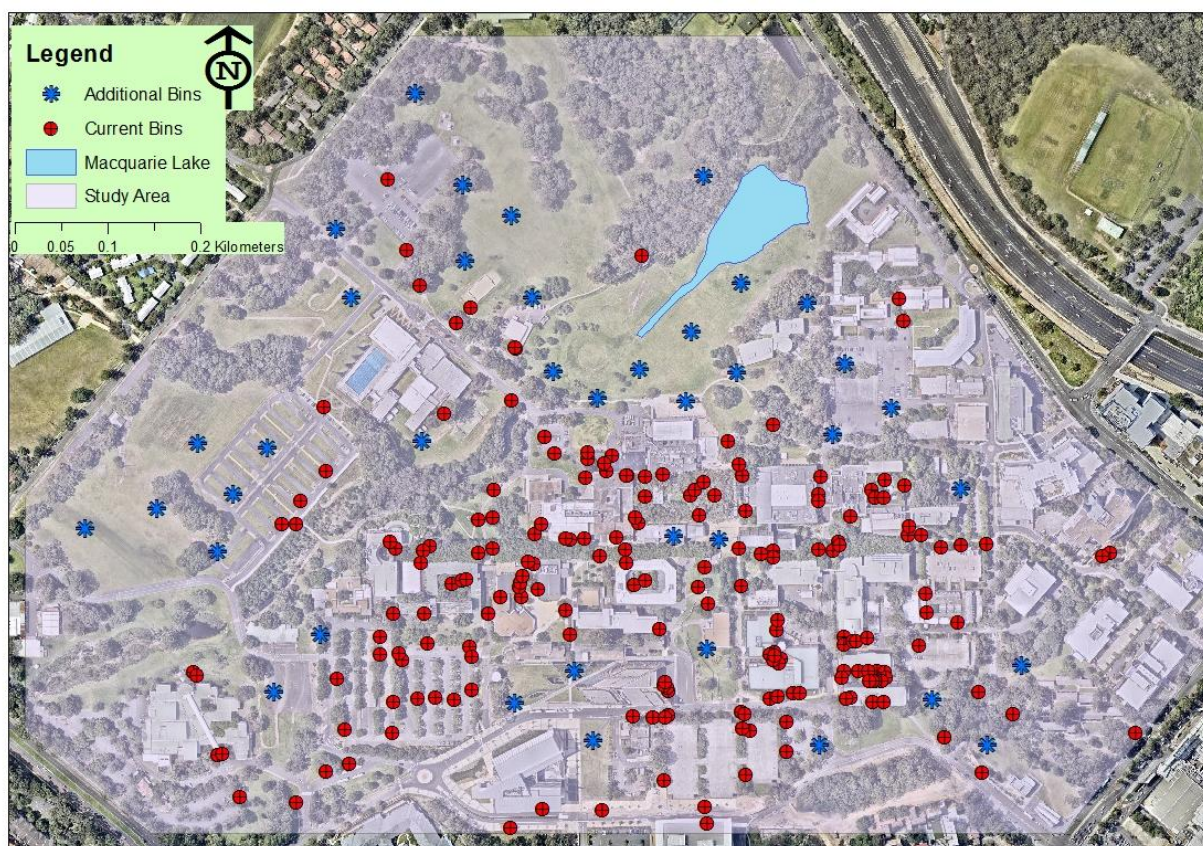 Legend
N
Additional Bins
Current Bins
Macquarie Lake
Study Area
0 0.05 0.1 0.2 Kilometers